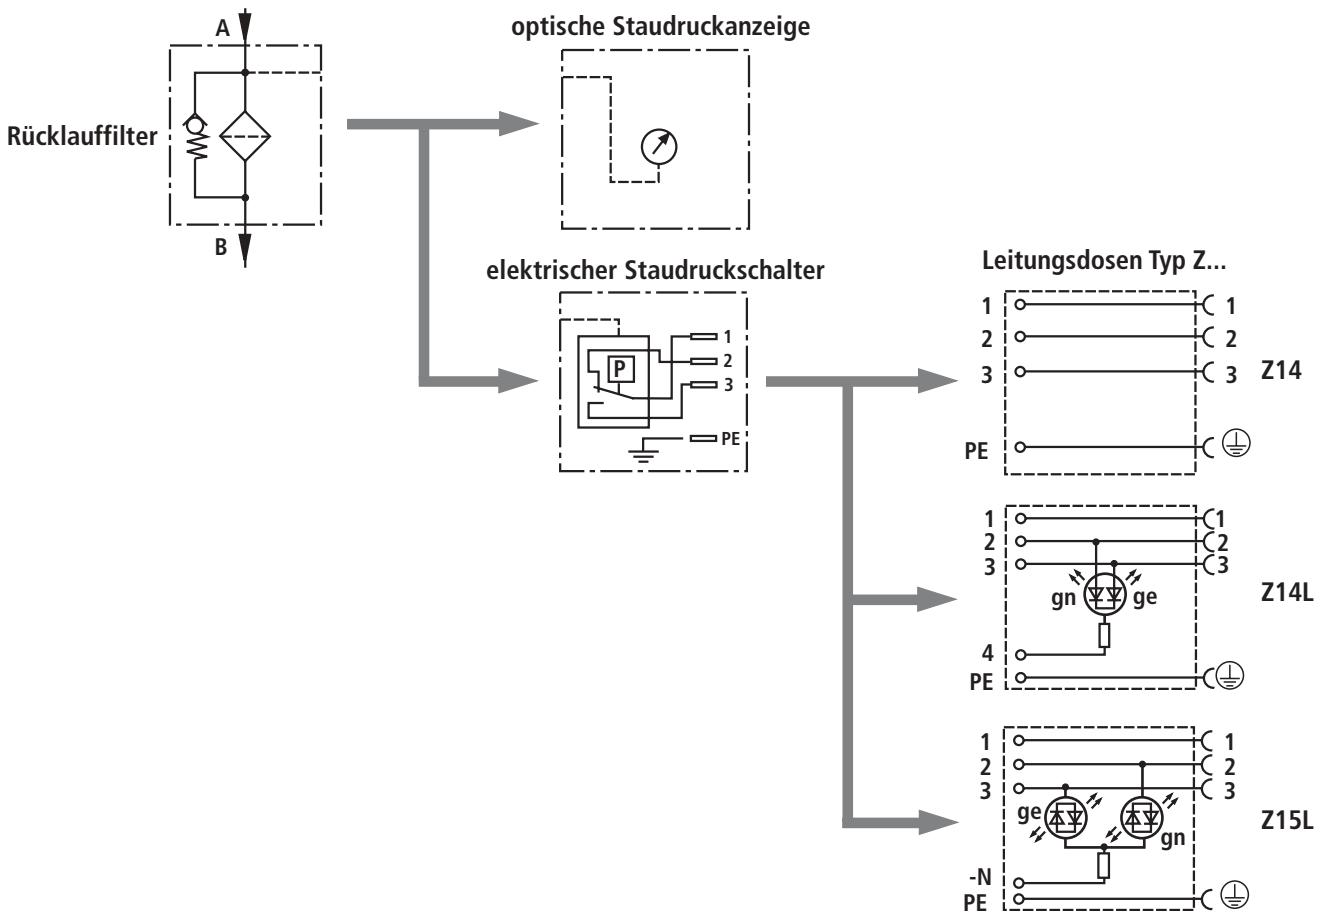 A
Rücklauffilter
B
optische Staudruckanzeige
elektrischer Staudruckschalter
P
1
2
3
PE
Leitungsdosen Typ Z...
1 1
2 2
3 3
Z14
PE
1 1
2 2
3 3
gn ge
Z14L
4
PE
1 1
2 2
3 3
ge
gn
Z15L
-N
PE